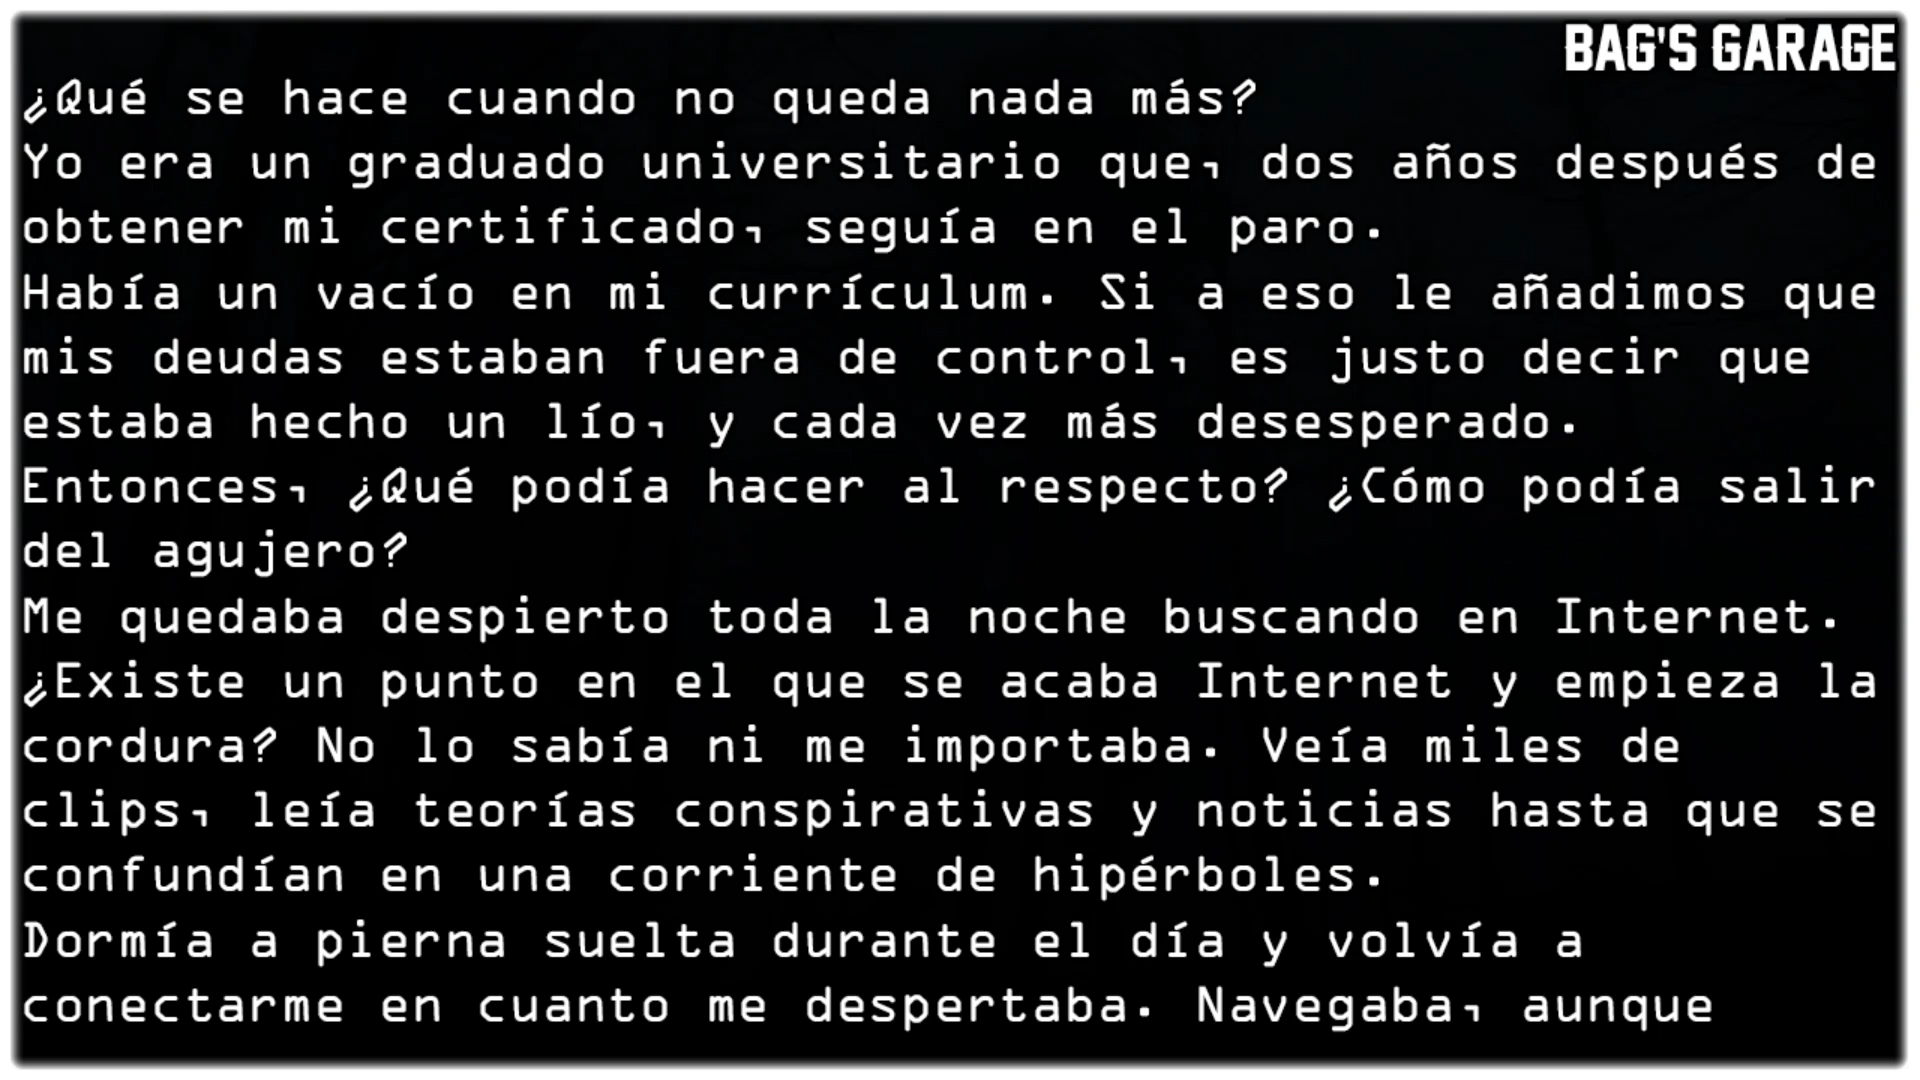 BAG'S GARAGE
¿Qué se hace cuando no queda nada más?
Yo era un graduado universitario que, dos años después de
obtener mi certificado, seguía en el paro.
Había un vacío en mi currículum. Si a eso le añadimos que
mis deudas estaban fuera de control, es justo decir que
estaba hecho un lío, y cada vez más desesperado.
Entonces, ¿Qué podía hacer al respecto? ¿Cómo podía salir
del agujero?
Me quedaba despierto toda la noche buscando en Internet.
¿Existe un punto en el que se acaba Internet y empieza la
cordura? No lo sabía ni me importaba. Veía miles de
clips, leía teorías conspirativas y noticias hasta que se
confundían en una corriente de hipérboles.
Dormía a pierna suelta durante el día y volvía a
conectarme en cuanto me despertaba. Navegaba, aunque